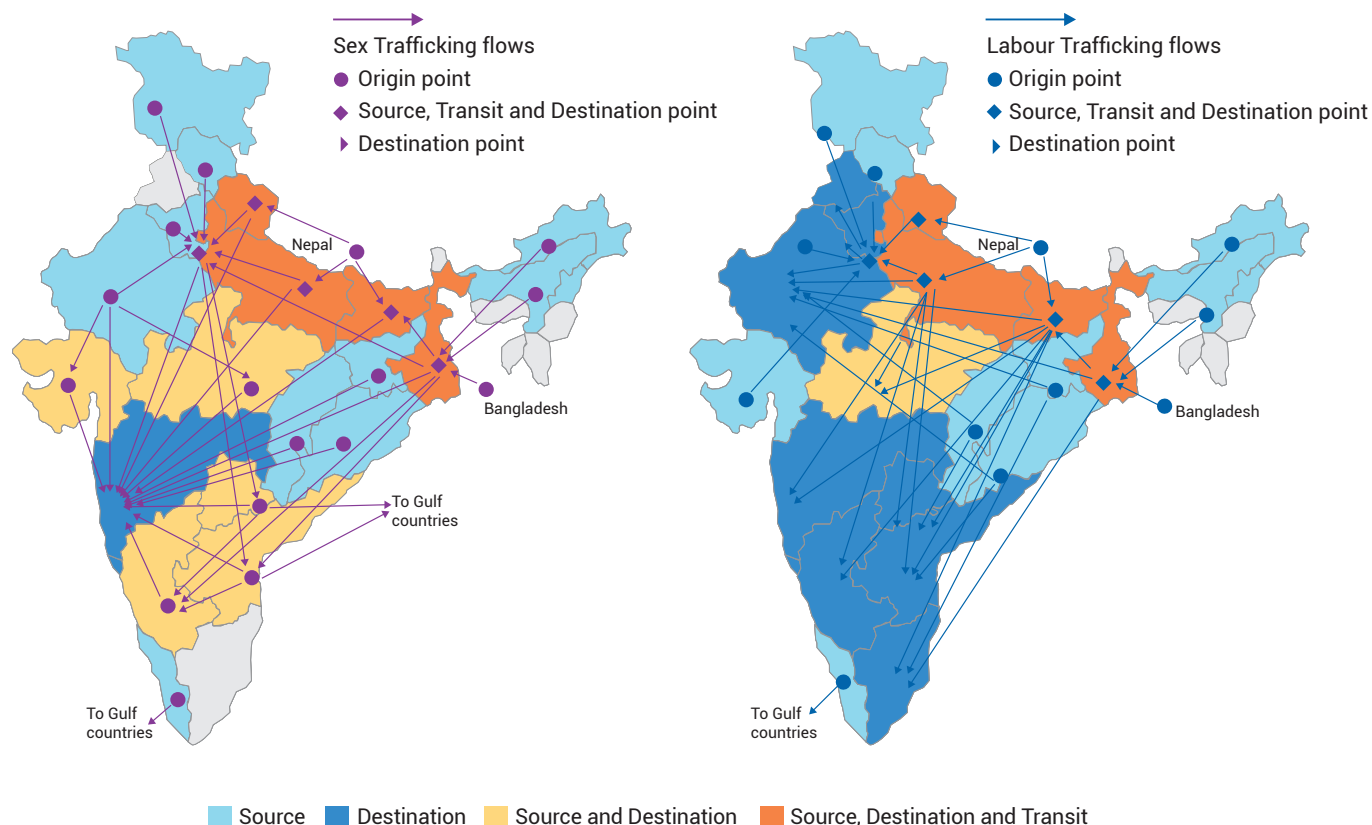 Sex Trafficking flows
Origin point
Source, Transit and Destination point
Destination point
Nepal
Bangladesh
To Gulf
countries
To Gulf
countries
Labour Trafficking flows
Origin point
Source, Transit and Destination point
Destination point
Nepal
Bangladesh
To Gulf
countries
Source
Destination
Source and Destination
Source, Destination and Transit